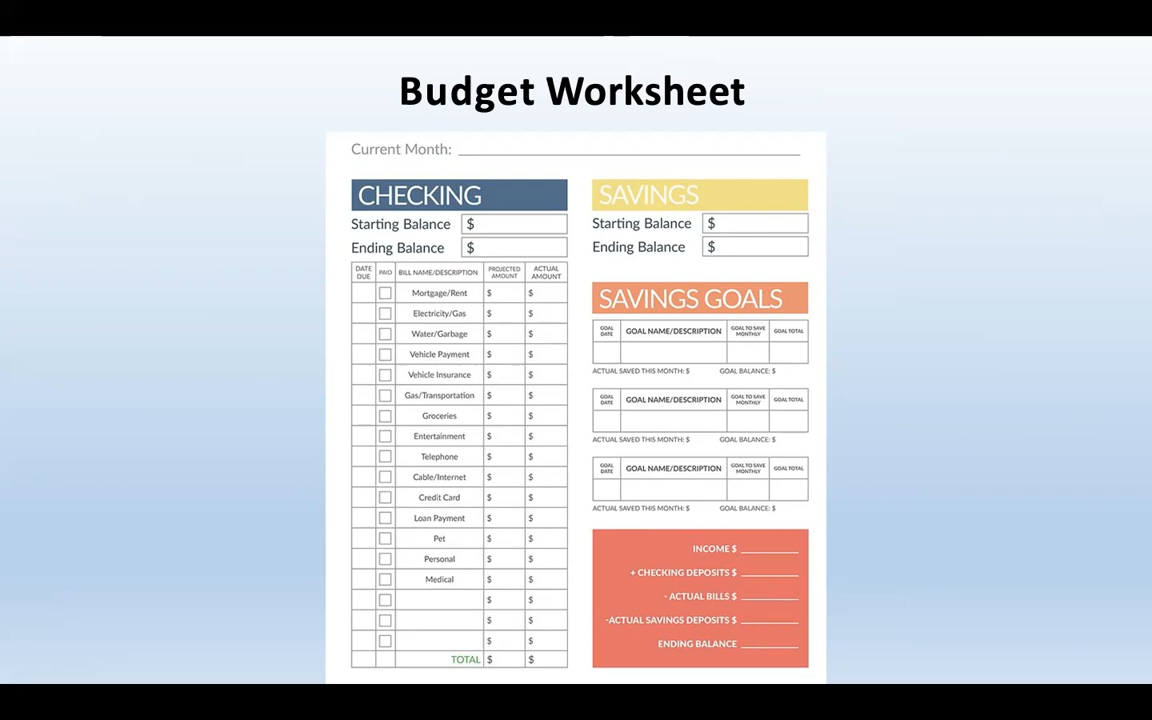 Budget Worksheet
Current Month:
CHECKING
Starting Balance $
Ending Balance $
DATE DUE PAID BILL NAME/DESCRIPTION PROJECTED AMOUNT ACTUAL AMOUNT
Mortgage/Rent $ $
Electricity/Gas $ $
Water/Garbage $ $
Vehicle Payment $ $
Vehicle Insurance $ $
Gas/Transportation $ $
Groceries $ $
Entertainment $ $
Telephone $ $
Cable/Internet $ $
Credit Card $ $
Loan Payment $ $
Pet $ $
Personal $ $
Medical $ $
$ $
$ $
$ $
TOTAL $ $
SAVINGS
Starting Balance $
Ending Balance $
SAVINGS GOALS
GOAL DATE GOAL NAME/DESCRIPTION GOAL TO SAVE MONTHLY GOAL TOTAL
ACTUAL SAVED THIS MONTH: $ GOAL BALANCE: $
GOAL DATE GOAL NAME/DESCRIPTION GOAL TO SAVE MONTHLY GOAL TOTAL
ACTUAL SAVED THIS MONTH: $ GOAL BALANCE: $
GOAL DATE GOAL NAME/DESCRIPTION GOAL TO SAVE MONTHLY GOAL TOTAL
ACTUAL SAVED THIS MONTH: $ GOAL BALANCE: $
INCOME $
+ CHECKING DEPOSITS $
- ACTUAL BILLS $
-ACTUAL SAVINGS DEPOSITS $
ENDING BALANCE